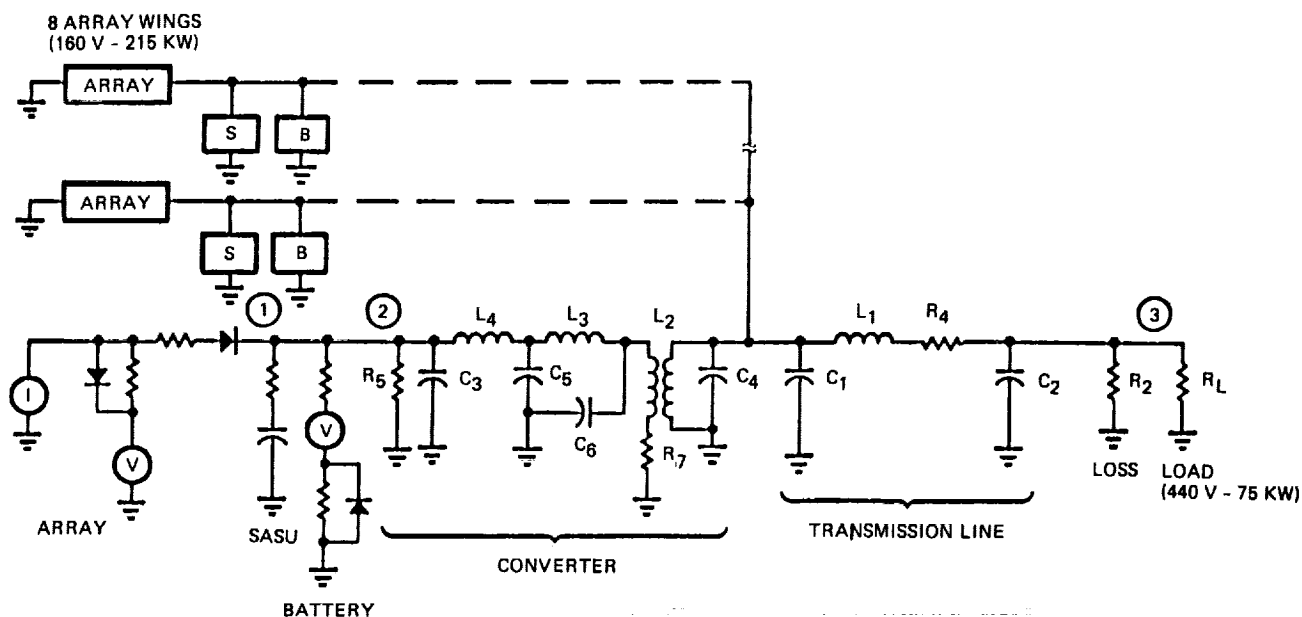 8 ARRAY WINGS
(160 V - 215 KW)
ARRAY
S
B
ARRAY
S
B
1
2
3
L4
L3
L2
L1
R4
I
V
V
R5
C3
C5
C6
R7
C4
C1
C2
R2
RL
ARRAY
SASU
BATTERY
CONVERTER
TRANSMISSION LINE
LOSS
LOAD
(440 V - 75 KW)